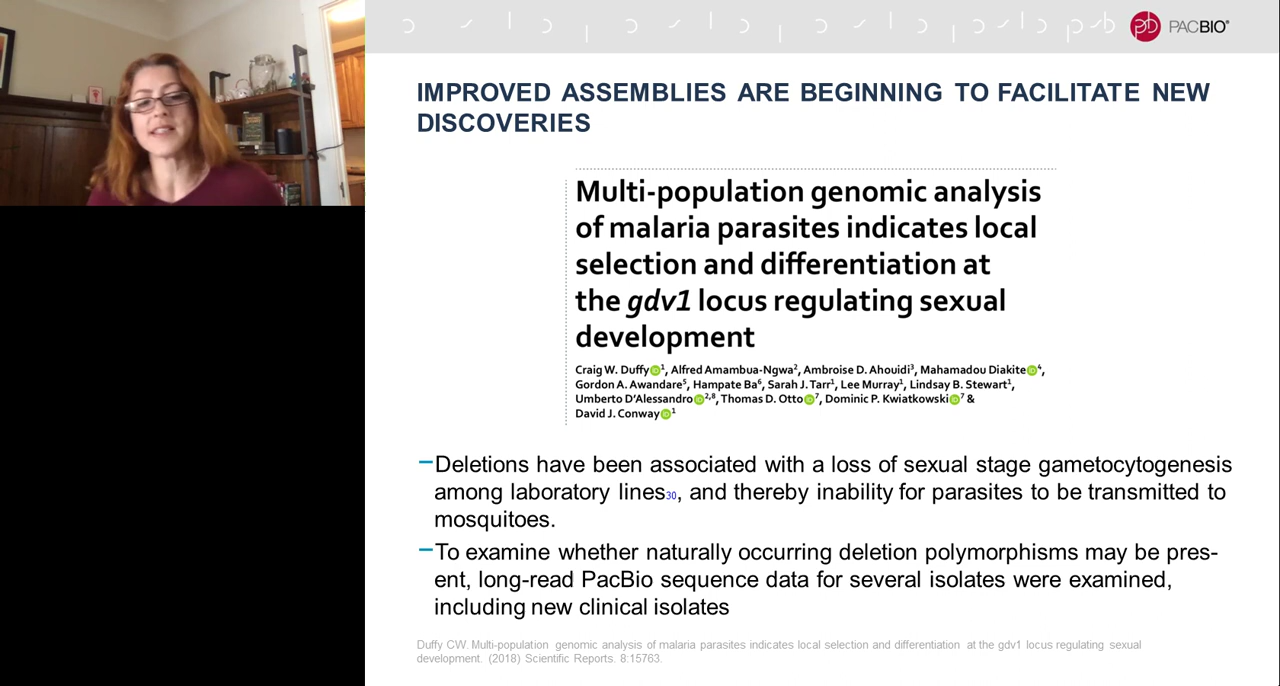 PACBIO®
IMPROVED ASSEMBLIES ARE BEGINNING TO FACILITATE NEW
DISCOVERIES
Multi-population genomic analysis
of malaria parasites indicates local
selection and differentiation at
the gdv1 locus regulating sexual
development
Craig W. Duffy1, Alfred Amambua-Ngwa2, Ambroise D. Ahouidi3, Mahamadou Diakite4,
Gordon A. Awandare5, Hampate Ba6, Sarah J. Tarr1, Lee Murray1, Lindsay B. Stewart1,
Umberto D'Alessandro2,8, Thomas D. Otto7, Dominic P. Kwiatkowski7 &
David J. Conway1
–Deletions have been associated with a loss of sexual stage gametocytogenesis
among laboratory lines30, and thereby inability for parasites to be transmitted to
mosquitoes.
–To examine whether naturally occurring deletion polymorphisms may be pres-
ent, long-read PacBio sequence data for several isolates were examined,
including new clinical isolates
Duffy CW. Multi-population genomic analysis of malaria parasites indicates local selection and differentiation at the gdv1 locus regulating sexual
development. (2018) Scientific Reports. 8:15763.